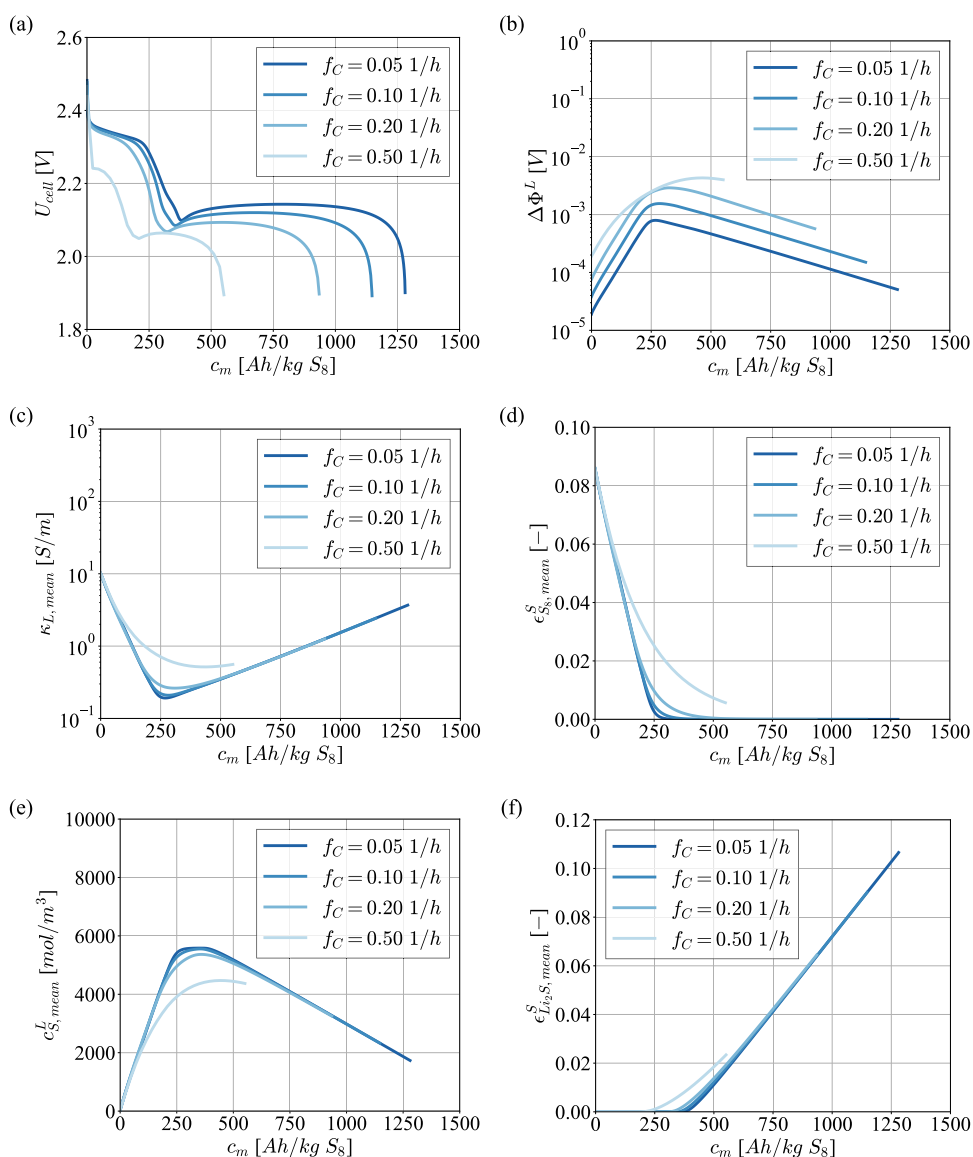 (a)
2.6
2.4
2.2
2.0
1.8
U_cell [V]
0 250 500 750 1000 1250 1500
c_m [Ah/kg S_8]
f_C = 0.05 1/h
f_C = 0.10 1/h
f_C = 0.20 1/h
f_C = 0.50 1/h
(b)
10^0
10^-1
10^-2
10^-3
10^-4
10^-5
ΔΦ^L [V]
0 250 500 750 1000 1250 1500
c_m [Ah/kg S_8]
f_C = 0.05 1/h
f_C = 0.10 1/h
f_C = 0.20 1/h
f_C = 0.50 1/h
(c)
10^3
10^2
10^1
10^0
10^-1
κ_L,mean [S/m]
0 250 500 750 1000 1250 1500
c_m [Ah/kg S_8]
f_C = 0.05 1/h
f_C = 0.10 1/h
f_C = 0.20 1/h
f_C = 0.50 1/h
(d)
0.10
0.08
0.06
0.04
0.02
0.00
ϵ^S_S_8,mean [−]
0 250 500 750 1000 1250 1500
c_m [Ah/kg S_8]
f_C = 0.05 1/h
f_C = 0.10 1/h
f_C = 0.20 1/h
f_C = 0.50 1/h
(e)
10000
8000
6000
4000
2000
0
c^L_S,mean [mol/m^3]
0 250 500 750 1000 1250 1500
c_m [Ah/kg S_8]
f_C = 0.05 1/h
f_C = 0.10 1/h
f_C = 0.20 1/h
f_C = 0.50 1/h
(f)
0.12
0.10
0.08
0.06
0.04
0.02
0.00
ϵ^S_Li_2S,mean [−]
0 250 500 750 1000 1250 1500
c_m [Ah/kg S_8]
f_C = 0.05 1/h
f_C = 0.10 1/h
f_C = 0.20 1/h
f_C = 0.50 1/h